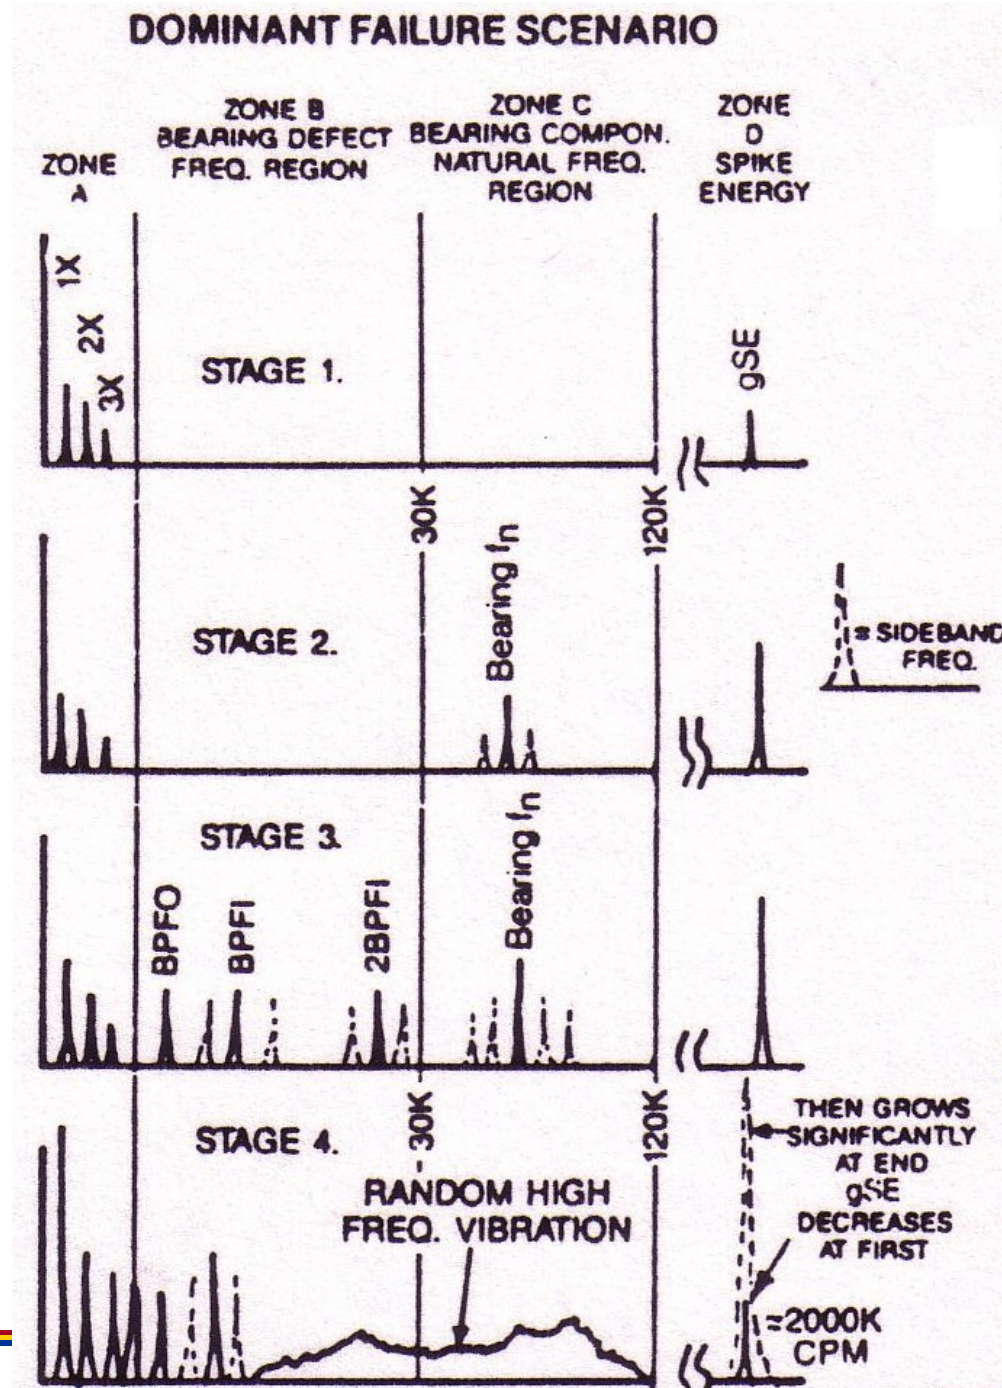 DOMINANT FAILURE SCENARIO
ZONE
A
ZONE B
BEARING DEFECT
FREQ. REGION
ZONE C
BEARING COMPON.
NATURAL FREQ.
REGION
ZONE
D
SPIKE
ENERGY
1X
2X
3X
STAGE 1.
gSE
30K
120K
STAGE 2.
Bearing fn
= SIDEBAND
FREQ.
STAGE 3.
BPFO
BPFI
2BPFI
Bearing fn
30K
120K
STAGE 4.
RANDOM HIGH
FREQ. VIBRATION
THEN GROWS
SIGNIFICANTLY
AT END
gSE
DECREASES
AT FIRST
≈2000K
CPM